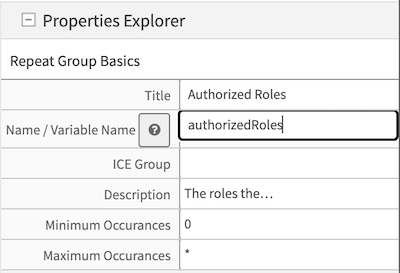 Properties Explorer
Repeat Group Basics
Title Authorized Roles
Name / Variable Name ? authorizedRoles
ICE Group
Description The roles the…
Minimum Occurances 0
Maximum Occurances *